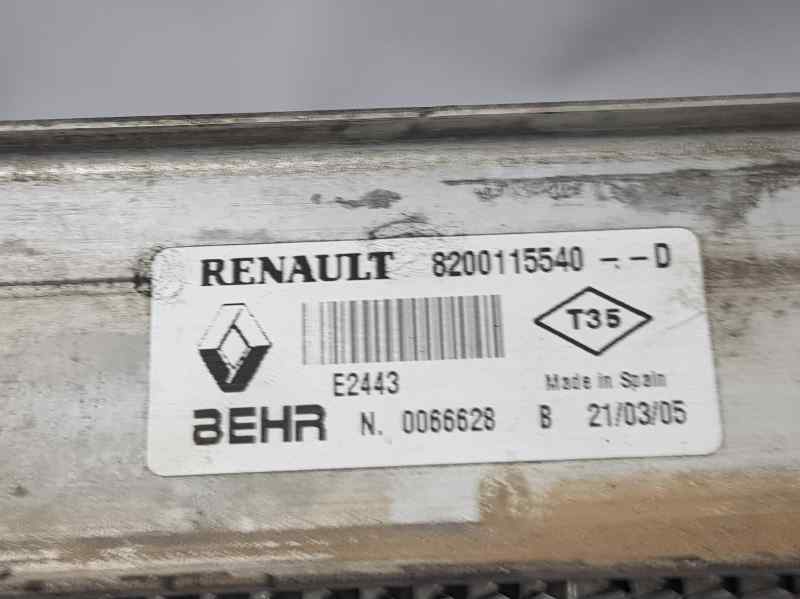 RENAULT 8200115540 -.-D
T35
E2443 Made in Spain
BEHR N. 0066628 B 21/03/05